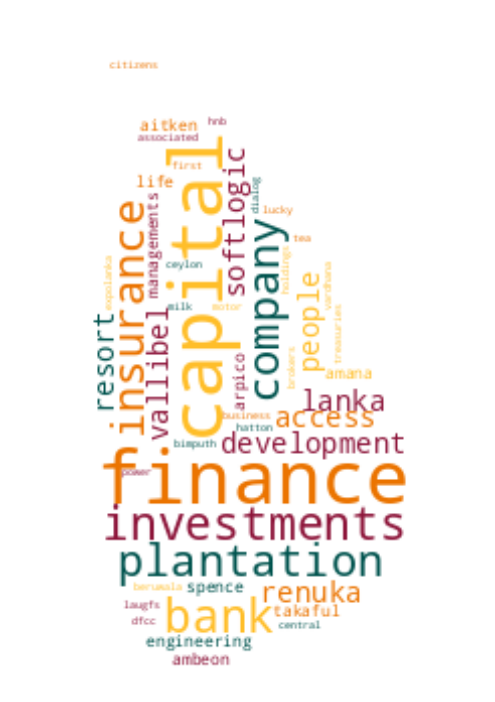 citizens
hnb
aitken
associated
first
life
capital
softlogic
dialog
lucky
managements
insurance
company
tea
ceylon
holdings
expolanka
people
vardhana
milk
motor
treasuries
resort
vallibel
arpico
brokers
amana
lanka
business
access
hatton
development
bimputh
finance
power
investments
plantation
beruwala
spence
renuka
laugfs
bank
takaful
dfcc
central
engineering
ambeon